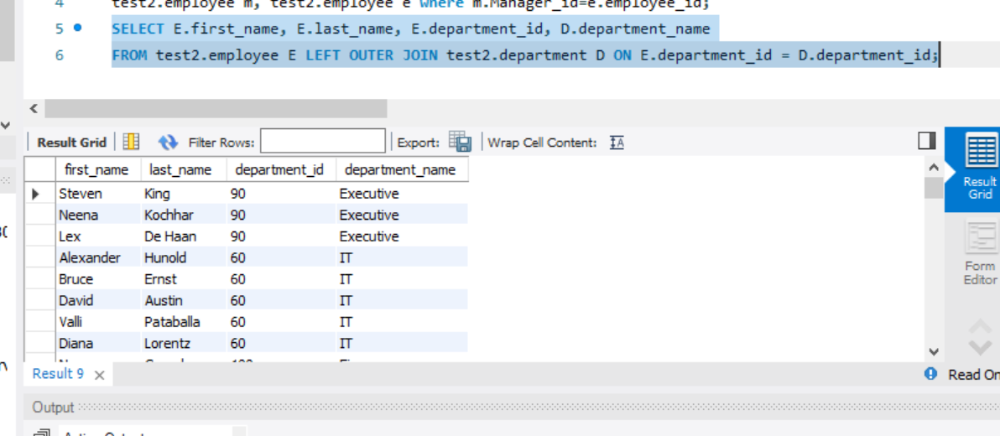 4 test2.employee m, test2.employee e where m.Manager_id=e.employee_id;
5 SELECT E.first_name, E.last_name, E.department_id, D.department_name
6 FROM test2.employee E LEFT OUTER JOIN test2.department D ON E.department_id = D.department_id;
Result Grid Filter Rows: Export: Wrap Cell Content: IA
first_name last_name department_id department_name
Steven King 90 Executive
Neena Kochhar 90 Executive
Lex De Haan 90 Executive
Alexander Hunold 60 IT
Bruce Ernst 60 IT
David Austin 60 IT
Valli Pataballa 60 IT
Diana Lorentz 60 IT
Result
Grid
Form
Editor
Result 9 Read On
Output